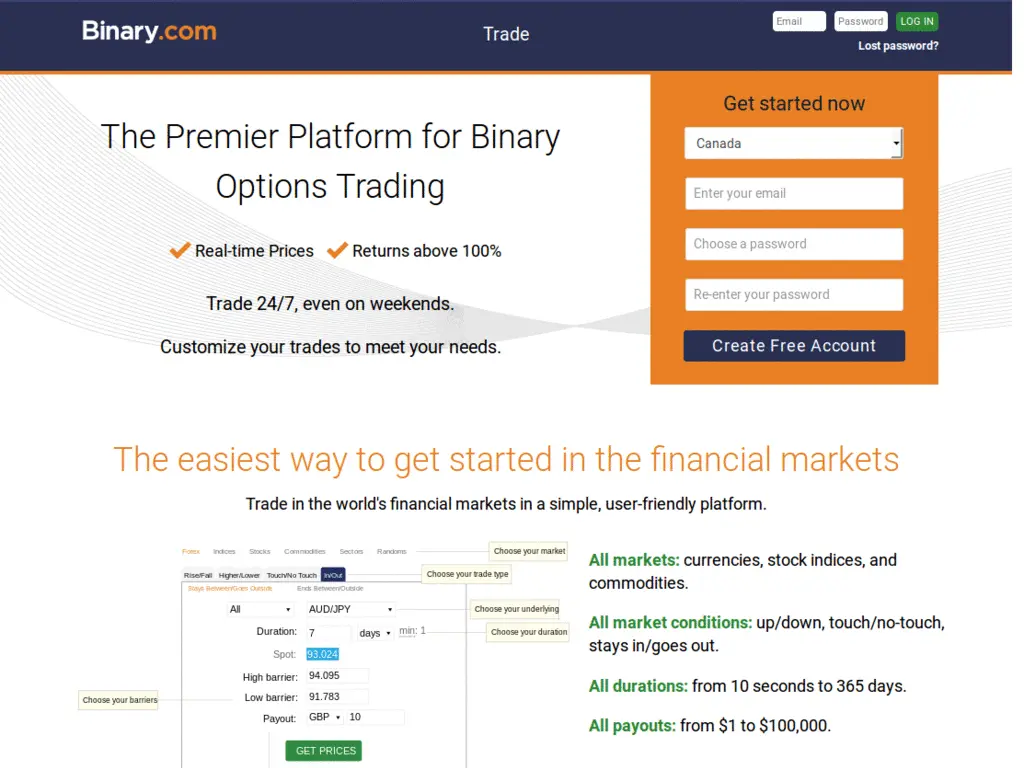 Binary.com
Trade
Email
Password
LOG IN
Lost password?
The Premier Platform for Binary
Options Trading
Real-time Prices
Returns above 100%
Trade 24/7, even on weekends.
Customize your trades to meet your needs.
Get started now
Canada
Enter your email
Choose a password
Re-enter your password
Create Free Account
The easiest way to get started in the financial markets
Trade in the world's financial markets in a simple, user-friendly platform.
Forex Indices Stocks Commodities Sectors Randoms
Choose your market
Rise/Fall Higher/Lower Touch/No Touch In/Out
Choose your trade type
Stays Between/Goes Outside Ends Between/Outside
All AUD/JPY
Choose your underlying
Duration: 7 days min: 1
Choose your duration
Spot: 93.024
High barrier: 94.095
Low barrier: 91.783
Choose your barriers
Payout: GBP 10
GET PRICES
All markets: currencies, stock indices, and
commodities.
All market conditions: up/down, touch/no-touch,
stays in/goes out.
All durations: from 10 seconds to 365 days.
All payouts: from $1 to $100,000.